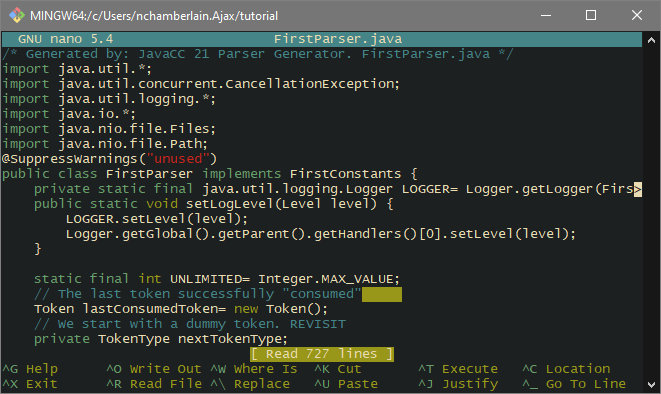 MINGW64:/c/Users/nchamberlain.Ajax/tutorial
GNU nano 5.4 FirstParser.java
/* Generated by: JavaCC 21 Parser Generator. FirstParser.java */
import java.util.*;
import java.util.concurrent.CancellationException;
import java.util.logging.*;
import java.io.*;
import java.nio.file.Files;
import java.nio.file.Path;
@SuppressWarnings("unused")
public class FirstParser implements FirstConstants {
    private static final java.util.logging.Logger LOGGER= Logger.getLogger(Firs>
    public static void setLogLevel(Level level) {
        LOGGER.setLevel(level);
        Logger.getGlobal().getParent().getHandlers()[0].setLevel(level);
    }
    static final int UNLIMITED= Integer.MAX_VALUE;
    // The last token successfully "consumed"
    Token lastConsumedToken= new Token();
    // We start with a dummy token. REVISIT
    private TokenType nextTokenType;
[ Read 727 lines ]
^G Help ^O Write Out ^W Where Is ^K Cut ^T Execute ^C Location
^X Exit ^R Read File ^\ Replace ^U Paste ^J Justify ^_ Go To Line